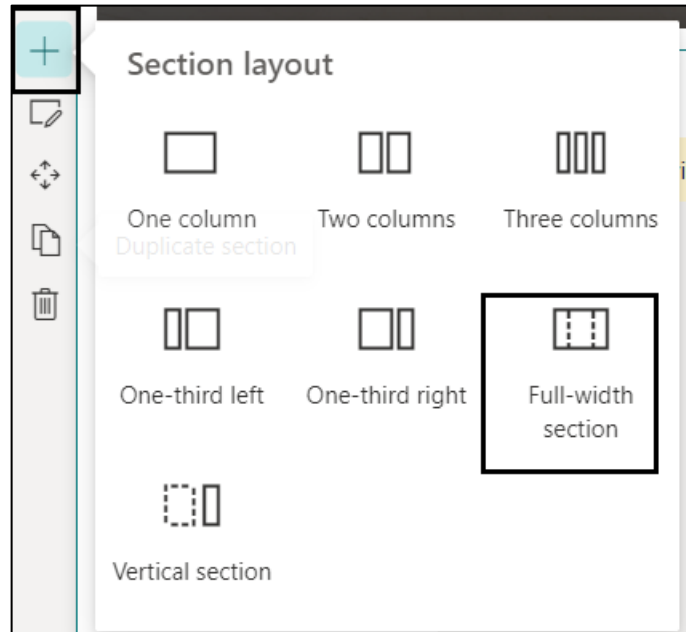 Section layout
One column
Two columns
Three columns
Duplicate section
One-third left
One-third right
Full-width
section
Vertical section